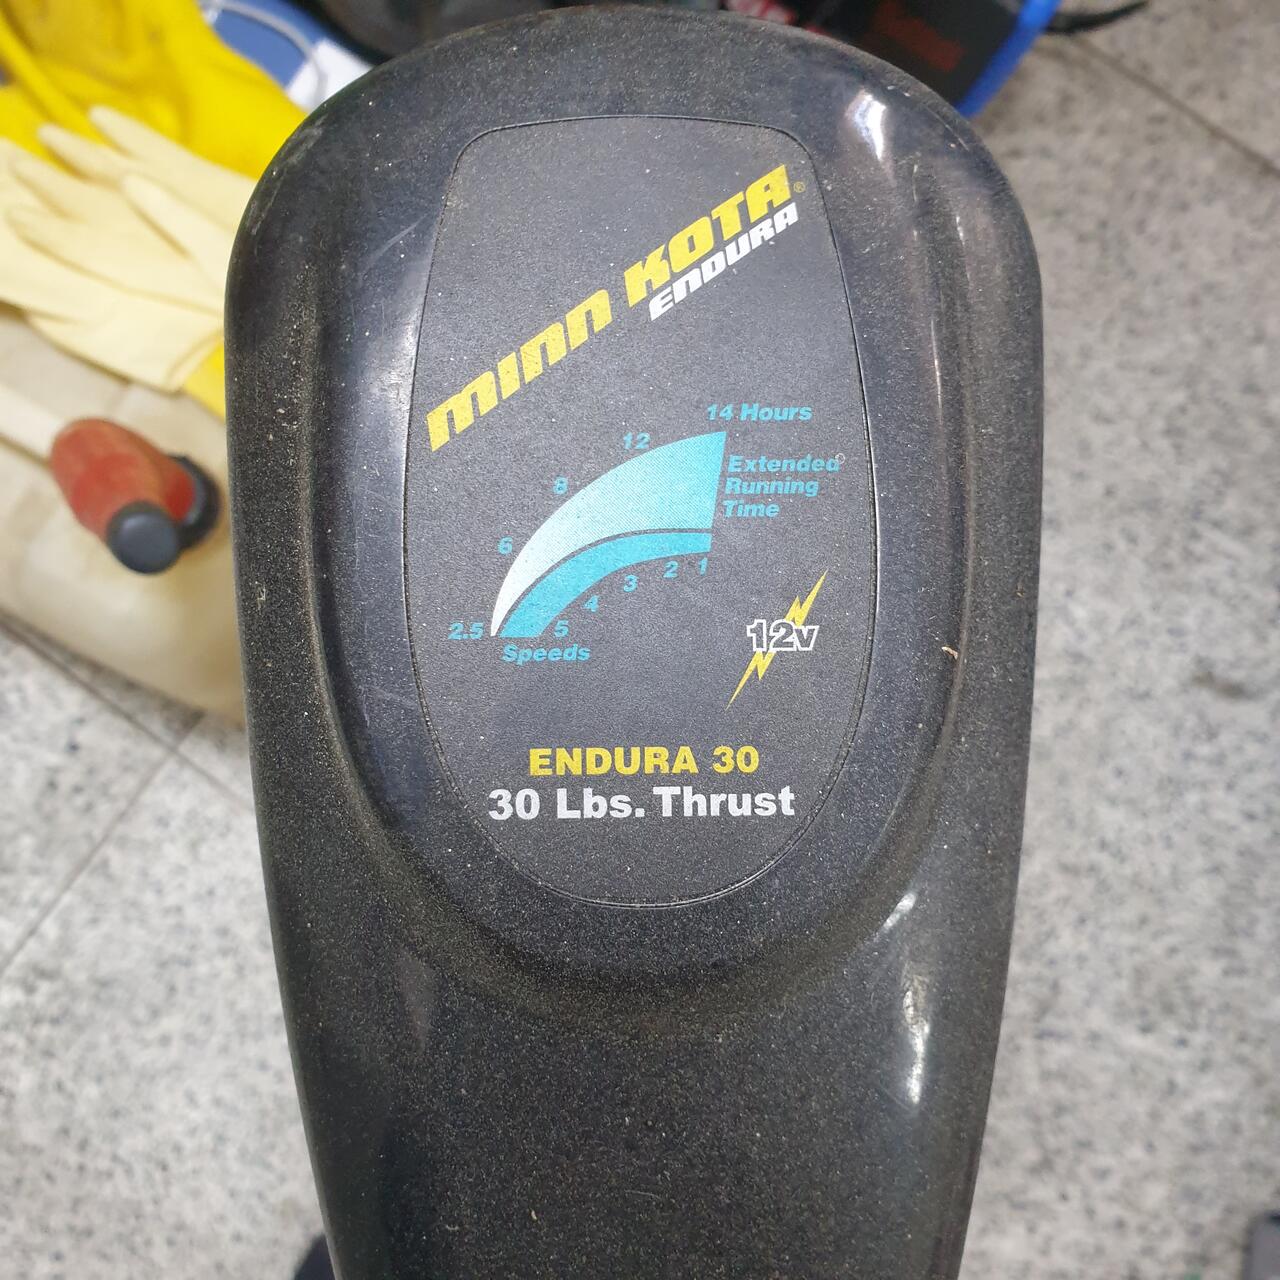 MINN KOTA®
ENDURA
14 Hours
12
8
6
2.5
Extended
Running
Time
1
2
3
4
5
Speeds
12v
ENDURA 30
30 Lbs. Thrust